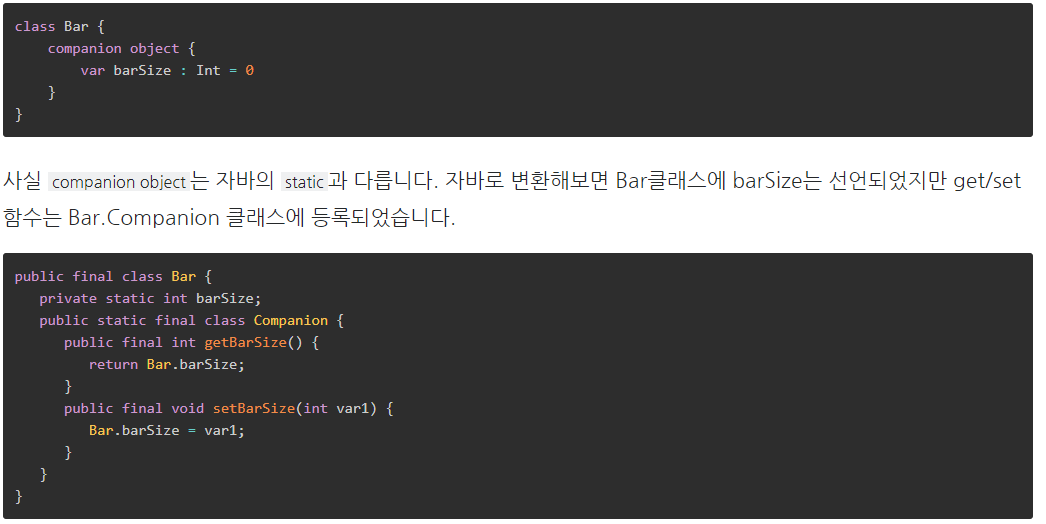 class Bar {
    companion object {
        var barSize : Int = 0
    }
}
사실 companion object는 자바의 static과 다릅니다. 자바로 변환해보면 Bar클래스에 barSize는 선언되었지만 get/set
함수는 Bar.Companion 클래스에 등록되었습니다.
public final class Bar {
   private static int barSize;
   public static final class Companion {
      public final int getBarSize() {
         return Bar.barSize;
      }
      public final void setBarSize(int var1) {
         Bar.barSize = var1;
      }
   }
}